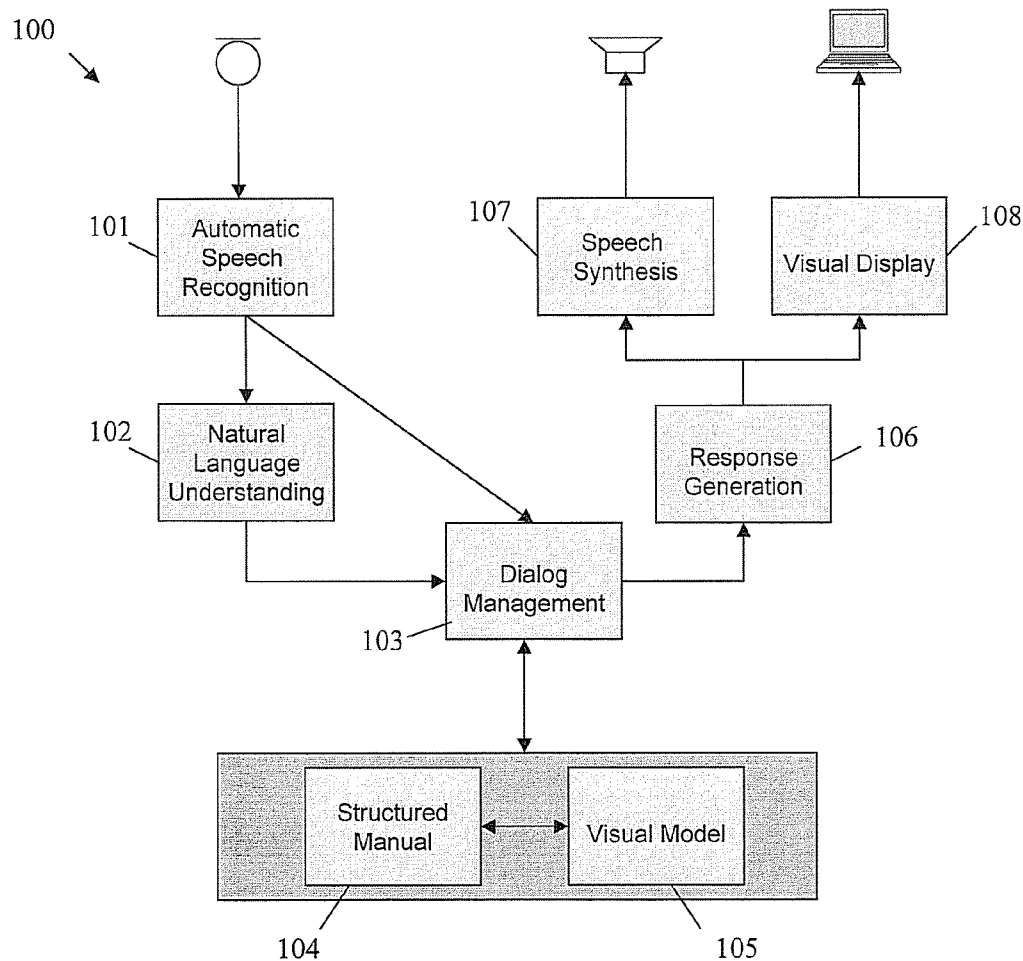 100
101
Automatic
Speech
Recognition
107
Speech
Synthesis
108
Visual Display
102
Natural
Language
Understanding
106
Response
Generation
Dialog
Management
103
Structured
Manual
Visual Model
104
105